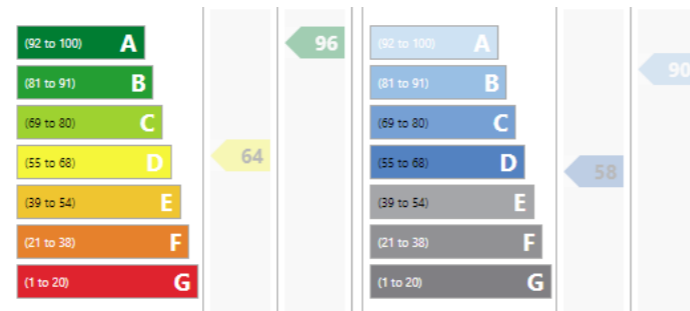 (92 to 100) A
96
(81 to 91) B
(69 to 80) C
(55 to 68) D
64
(39 to 54) E
(21 to 38) F
(1 to 20) G
(92 to 100) A
90
(81 to 91) B
(69 to 80) C
(55 to 68) D
58
(39 to 54) E
(21 to 38) F
(1 to 20) G